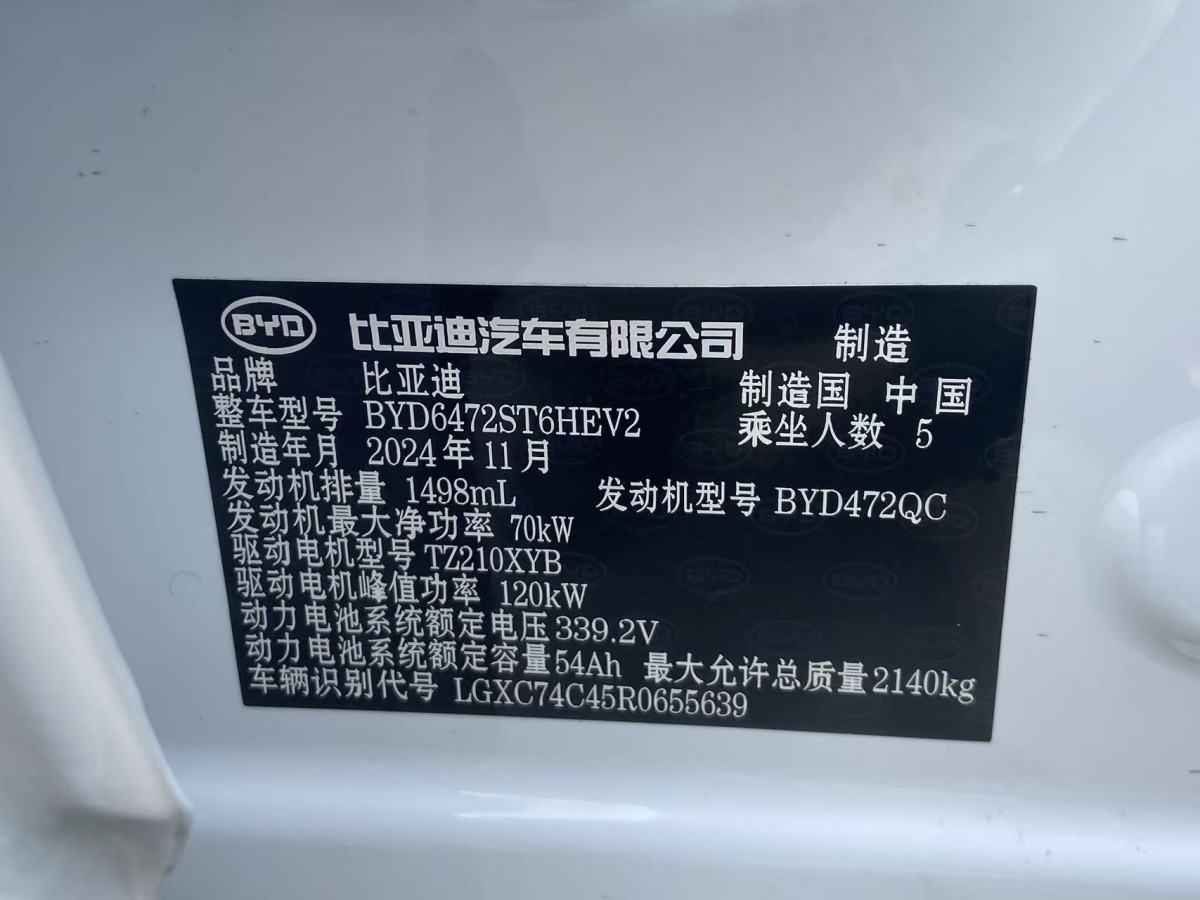 BYD 比亚迪汽车有限公司 制造
品牌 比亚迪 制造国 中国
整车型号 BYD6472ST6HEV2 乘坐人数 5
制造年月 2024年11月
发动机排量 1498mL 发动机型号 BYD472QC
发动机最大净功率 70kW
驱动电机型号 TZ210XYB
驱动电机峰值功率 120kW
动力电池系统额定电压 339.2V
动力电池系统额定容量 54Ah 最大允许总质量 2140kg
车辆识别代号 LGXC74C45R0655639